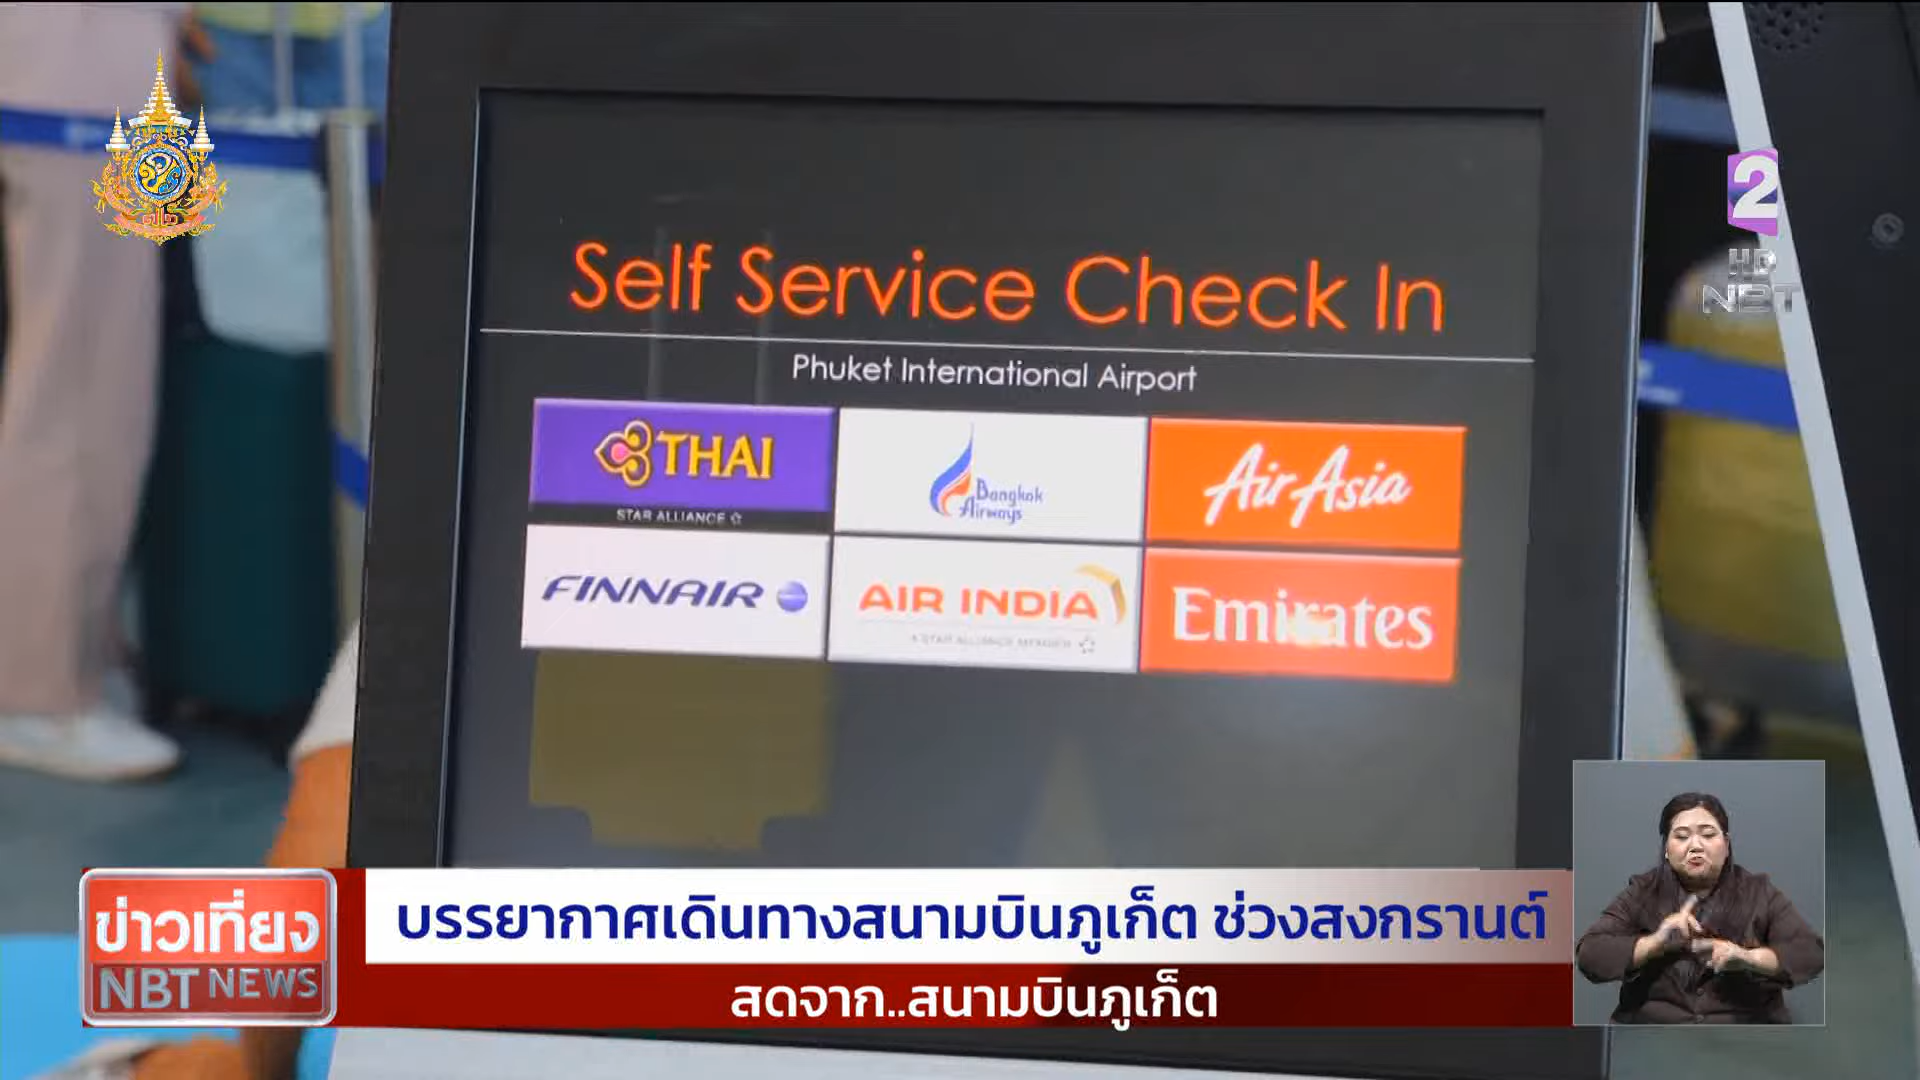 2
HD
NBT
Self Service Check In
Phuket International Airport
THAI
STAR ALLIANCE
Bangkok
Airways
AirAsia
FINNAIR
AIR INDIA
A STAR ALLIANCE MEMBER
Emirates
ข่าวเที่ยง
NBT NEWS
บรรยากาศเดินทางสนามบินภูเก็ต ช่วงสงกรานต์
สดจาก..สนามบินภูเก็ต